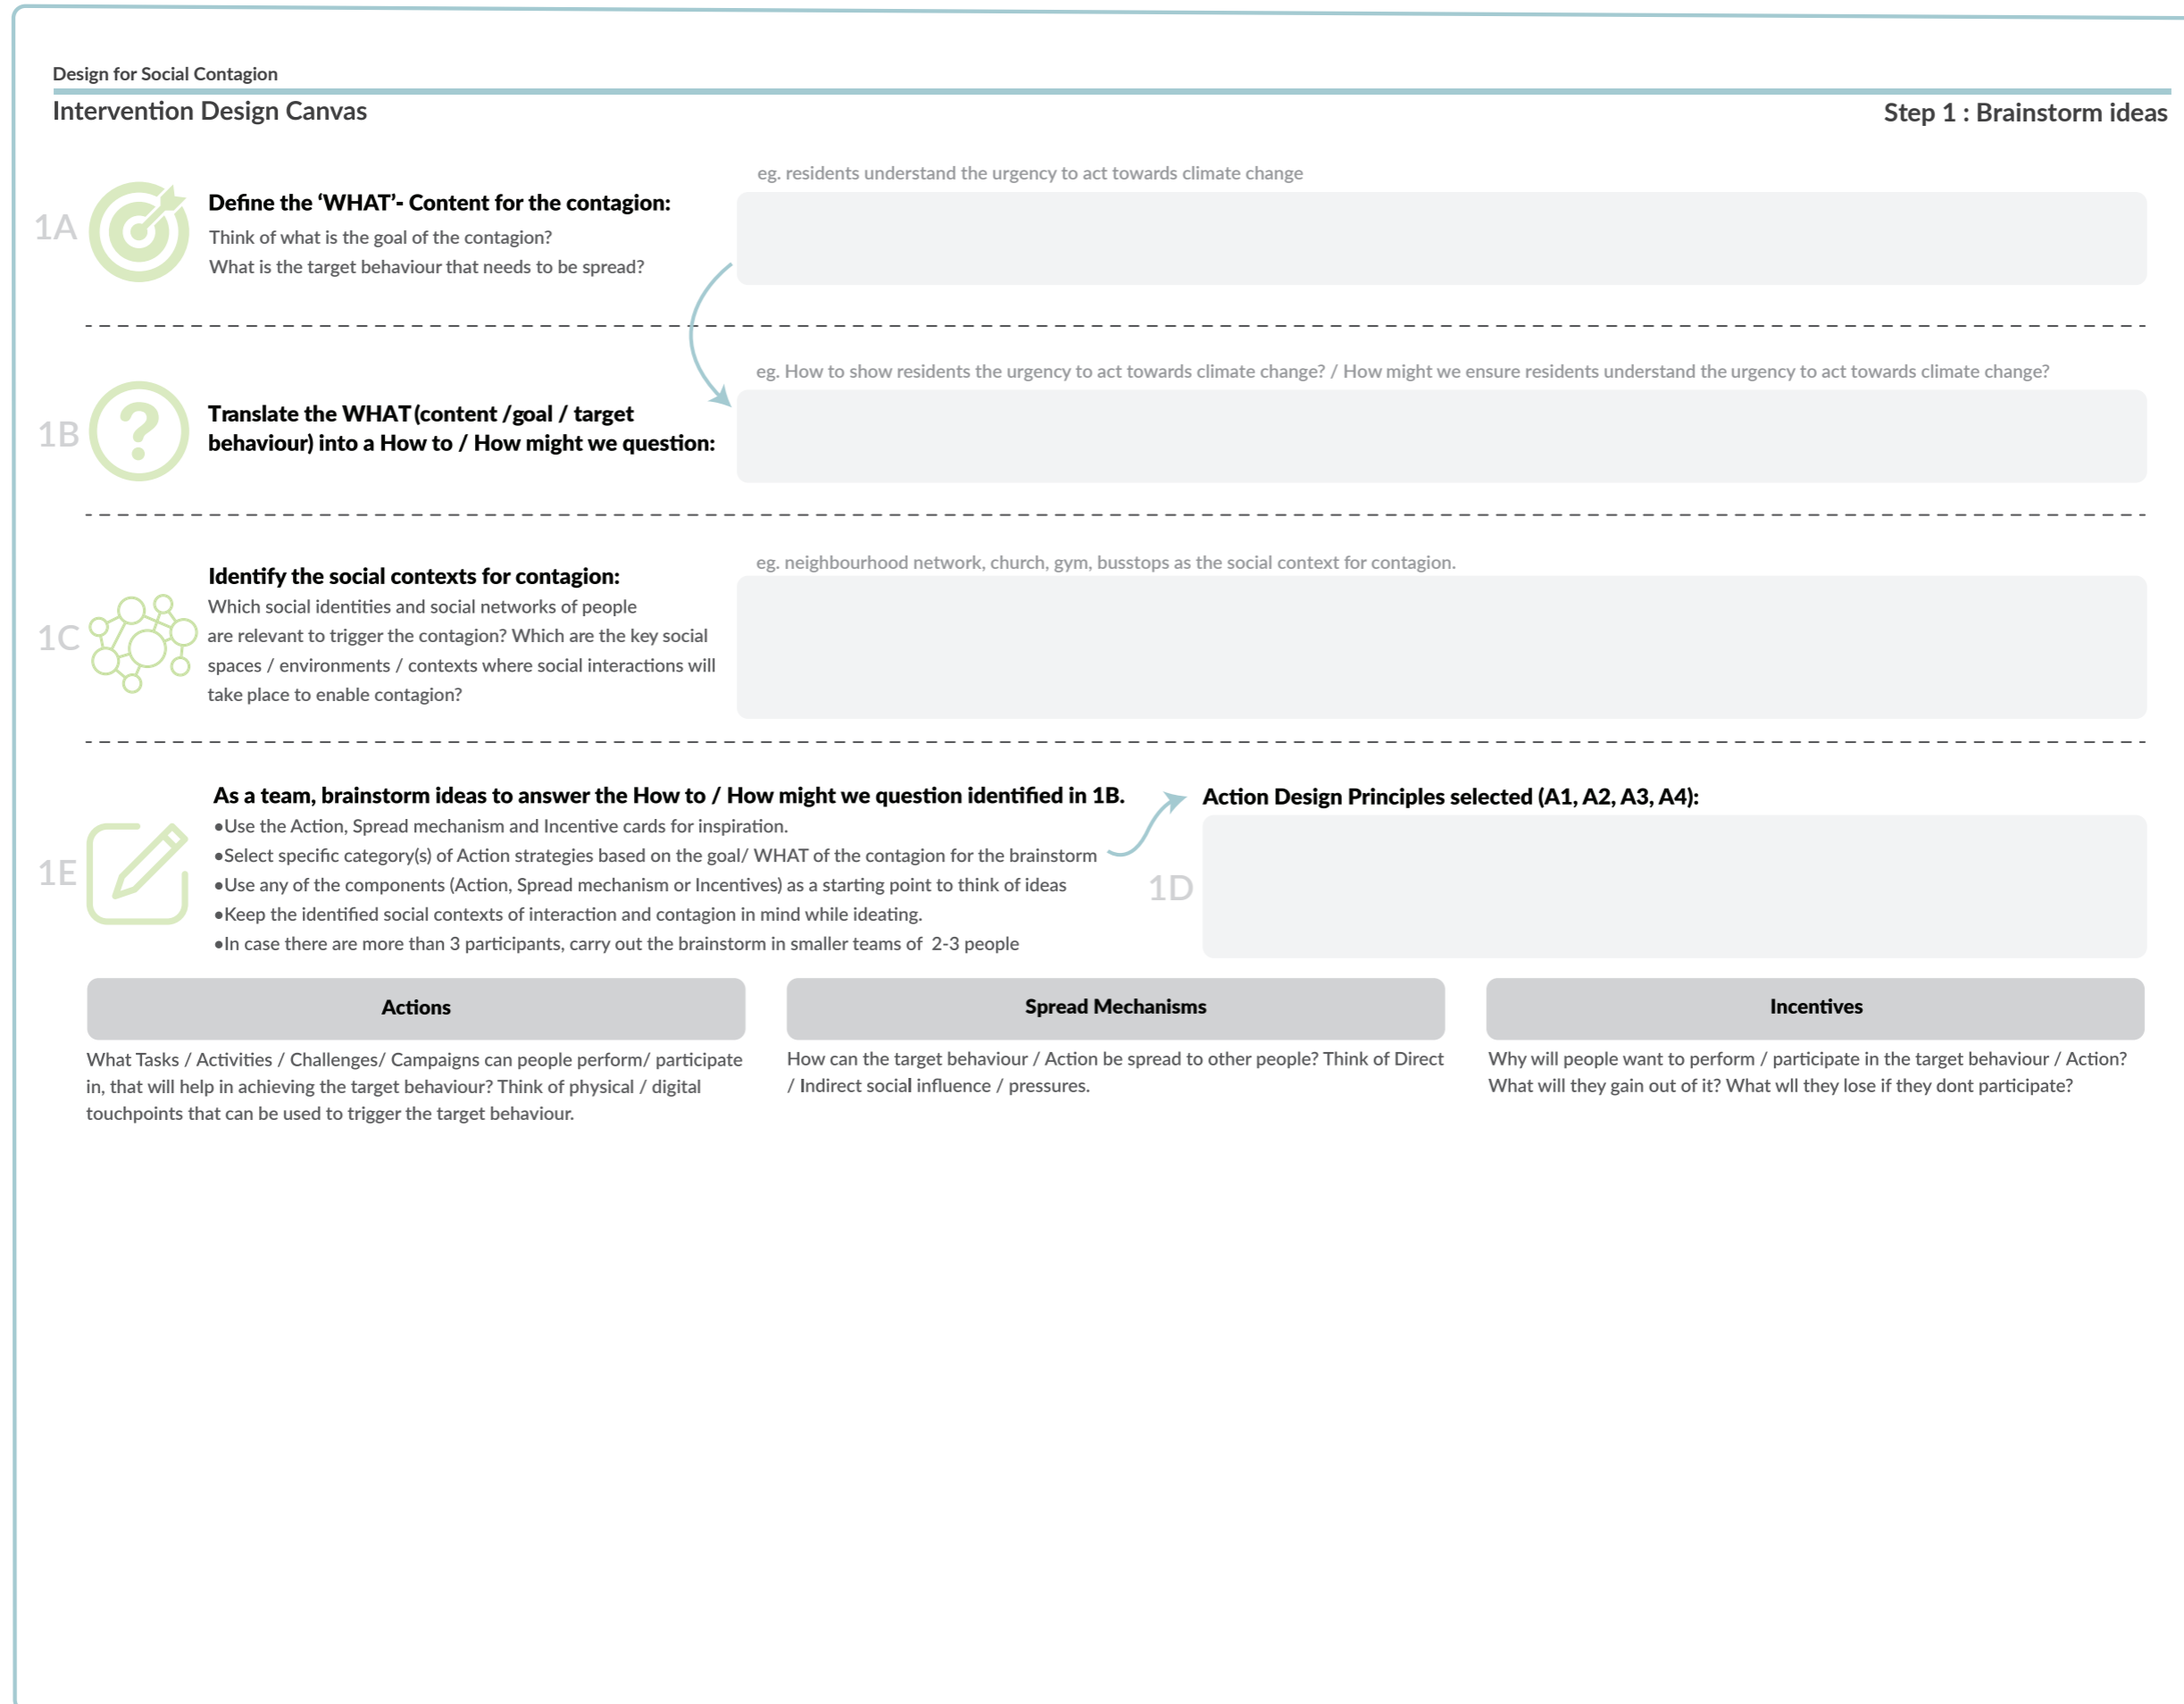 Design for Social Contagion
Intervention Design Canvas
Step 1 : Brainstorm ideas
1A
Define the ‘WHAT’- Content for the contagion:
Think of what is the goal of the contagion?
What is the target behaviour that needs to be spread?
eg. residents understand the urgency to act towards climate change
1B
Translate the WHAT (content /goal / target
behaviour) into a How to / How might we question:
eg. How to show residents the urgency to act towards climate change? / How might we ensure residents understand the urgency to act towards climate change?
1C
Identify the social contexts for contagion:
Which social identities and social networks of people
are relevant to trigger the contagion? Which are the key social
spaces / environments / contexts where social interactions will
take place to enable contagion?
eg. neighbourhood network, church, gym, busstops as the social context for contagion.
1E
As a team, brainstorm ideas to answer the How to / How might we question identified in 1B.
•Use the Action, Spread mechanism and Incentive cards for inspiration.
•Select specific category(s) of Action strategies based on the goal/ WHAT of the contagion for the brainstorm
•Use any of the components (Action, Spread mechanism or Incentives) as a starting point to think of ideas
•Keep the identified social contexts of interaction and contagion in mind while ideating.
•In case there are more than 3 participants, carry out the brainstorm in smaller teams of 2-3 people
Action Design Principles selected (A1, A2, A3, A4):
1D
Actions
What Tasks / Activities / Challenges/ Campaigns can people perform/ participate
in, that will help in achieving the target behaviour? Think of physical / digital
touchpoints that can be used to trigger the target behaviour.
Spread Mechanisms
How can the target behaviour / Action be spread to other people? Think of Direct
/ Indirect social influence / pressures.
Incentives
Why will people want to perform / participate in the target behaviour / Action?
What will they gain out of it? What wll they lose if they dont participate?